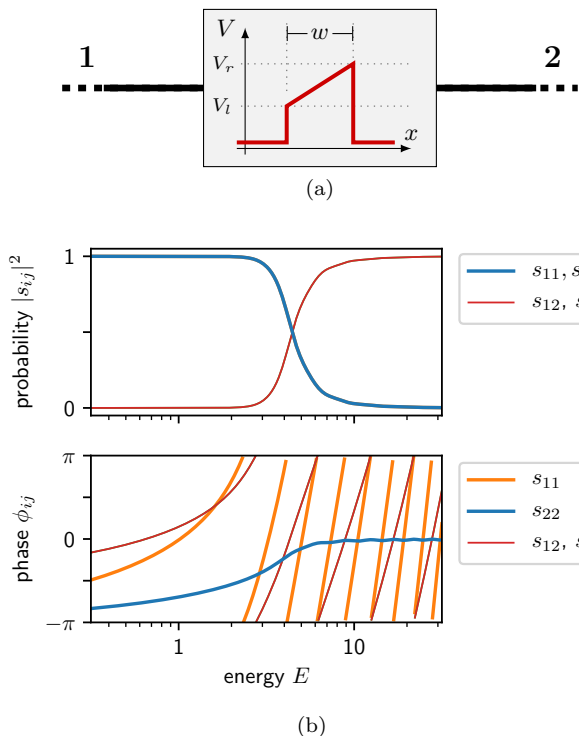 V
w
1
2
V_r
V_l
x
(a)
probability |s_{ij}|^2
1
0
s_{11}, s
s_{12}, s
phase ϕ_{ij}
π
0
−π
s_{11}
s_{22}
s_{12}, s
1
10
energy E
(b)